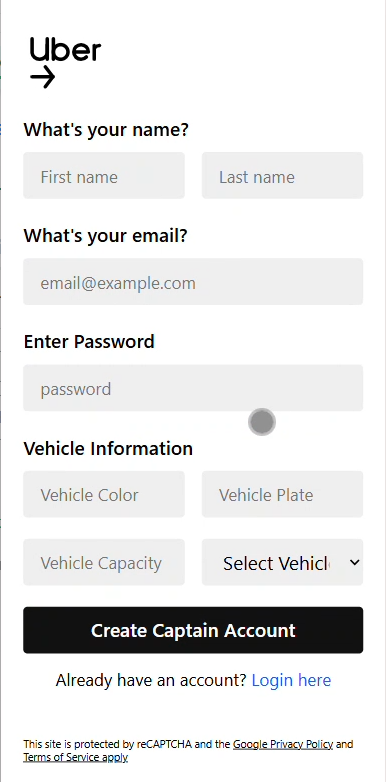 Uber
→
What's your name?
First name Last name
What's your email?
email@example.com
Enter Password
password
Vehicle Information
Vehicle Color Vehicle Plate
Vehicle Capacity Select Vehicl
Create Captain Account
Already have an account? Login here
This site is protected by reCAPTCHA and the Google Privacy Policy and
Terms of Service apply